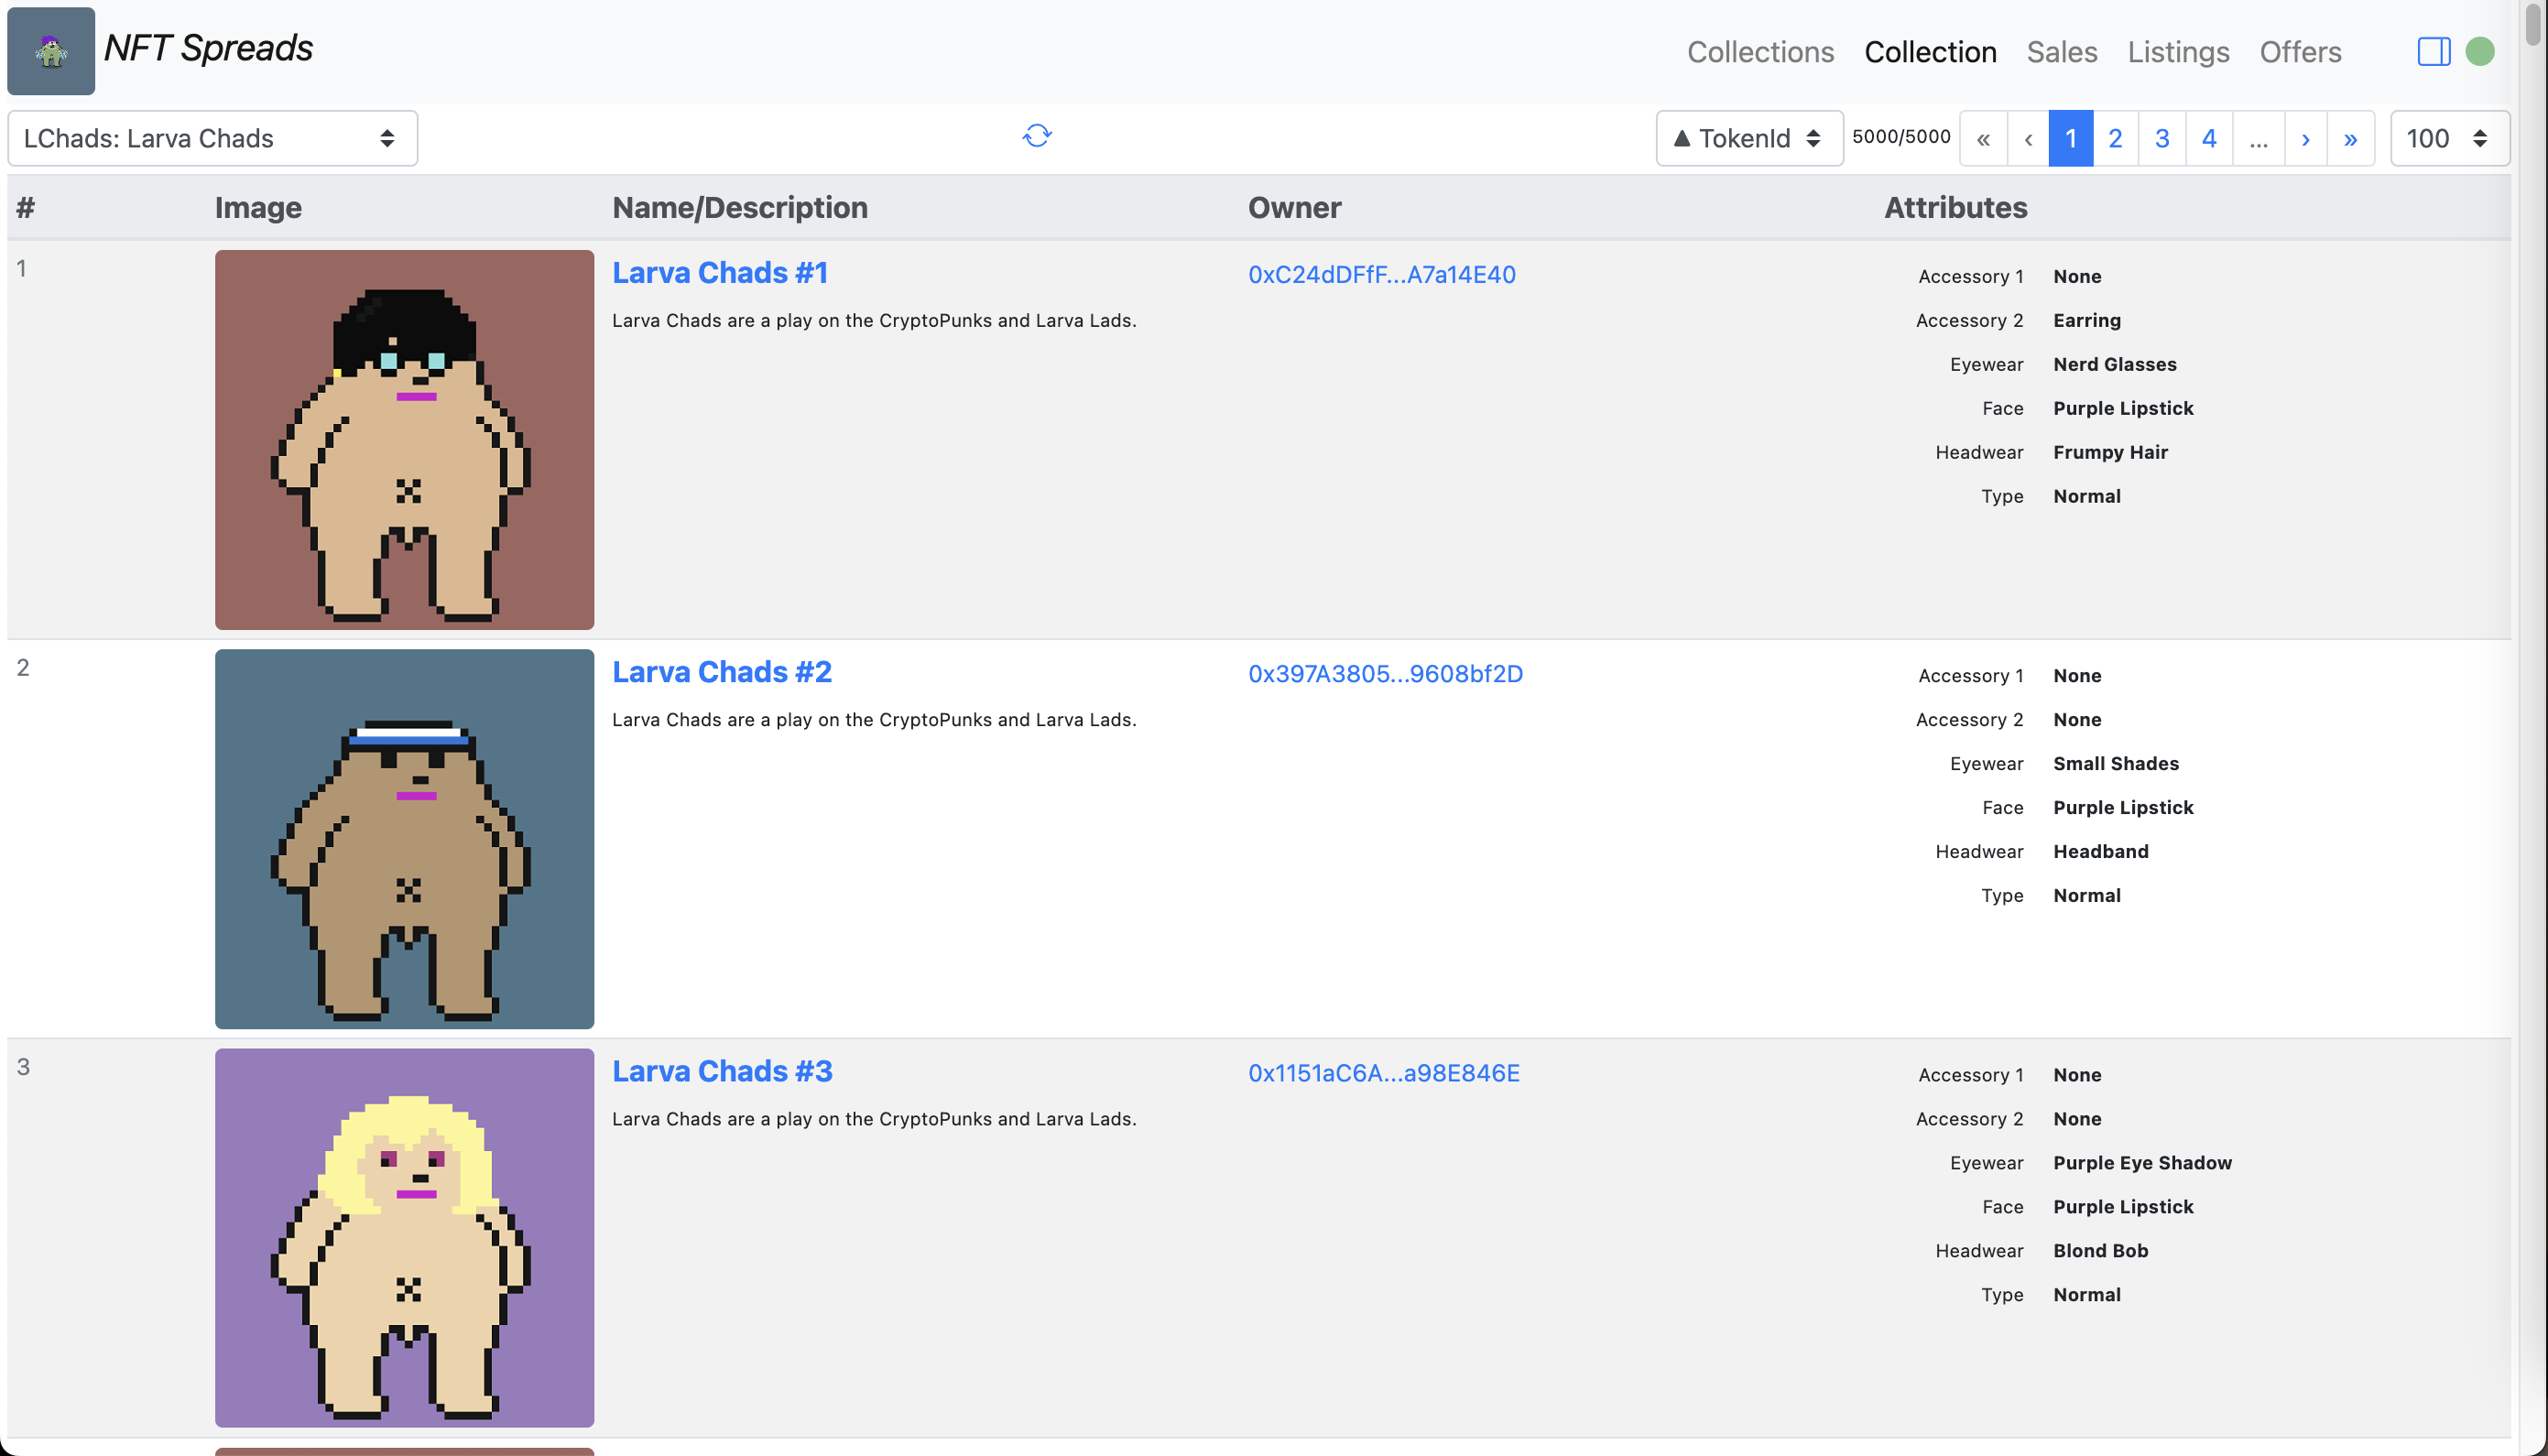 NFT Spreads
Collections Collection Sales Listings Offers
LChads: Larva Chads ▲ TokenId 5000/5000 « ‹ 1 2 3 4 ... › » 100
# Image Name/Description Owner Attributes
1 Larva Chads #1 0xC24dDFfF...A7a14E40
Larva Chads are a play on the CryptoPunks and Larva Lads.
Accessory 1 None
Accessory 2 Earring
Eyewear Nerd Glasses
Face Purple Lipstick
Headwear Frumpy Hair
Type Normal
2 Larva Chads #2 0x397A3805...9608bf2D
Larva Chads are a play on the CryptoPunks and Larva Lads.
Accessory 1 None
Accessory 2 None
Eyewear Small Shades
Face Purple Lipstick
Headwear Headband
Type Normal
3 Larva Chads #3 0x1151aC6A...a98E846E
Larva Chads are a play on the CryptoPunks and Larva Lads.
Accessory 1 None
Accessory 2 None
Eyewear Purple Eye Shadow
Face Purple Lipstick
Headwear Blond Bob
Type Normal